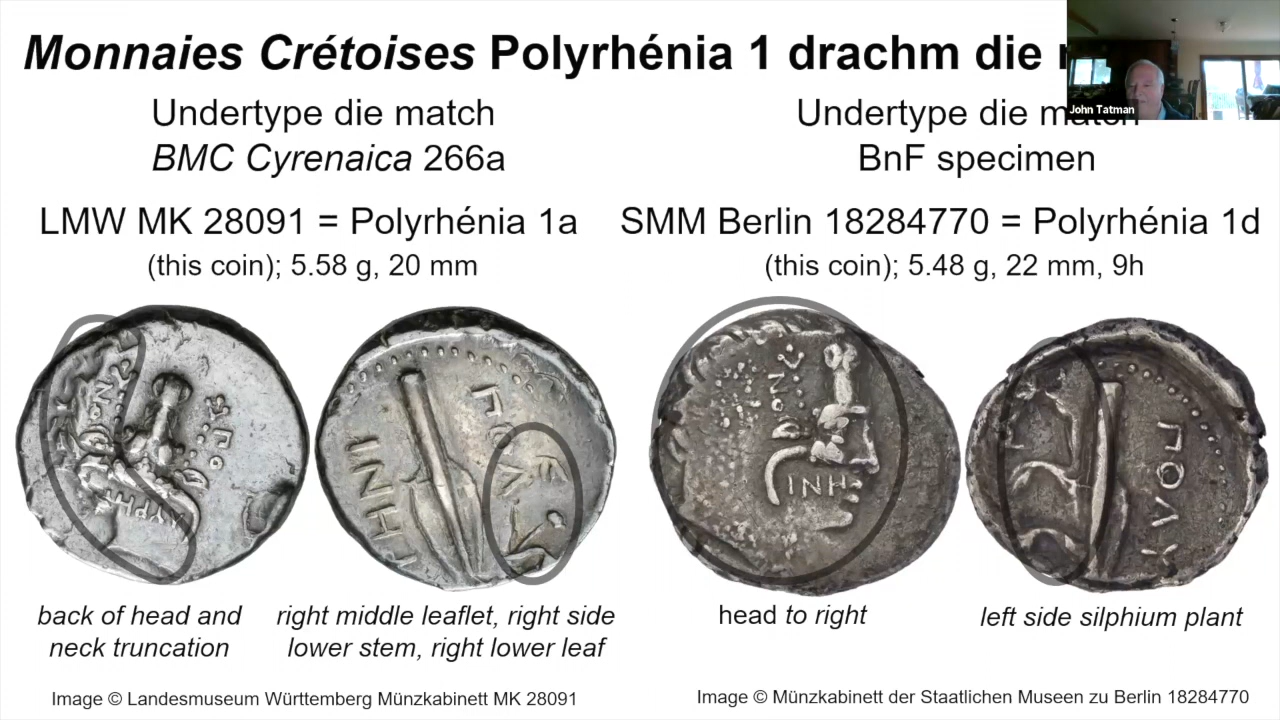 Monnaies Crétoises Polyrhénia 1 drachm die
John Tatman
Undertype die match
BMC Cyrenaica 266a
LMW MK 28091 = Polyrhénia 1a
(this coin); 5.58 g, 20 mm
Undertype die match
BnF specimen
SMM Berlin 18284770 = Polyrhénia 1d
(this coin); 5.48 g, 22 mm, 9h
ΙΝΗ
ΠΟΛΥ
back of head and
neck truncation
right middle leaflet, right side
lower stem, right lower leaf
head to right
left side silphium plant
Image © Landesmuseum Württemberg Münzkabinett MK 28091
Image © Münzkabinett der Staatlichen Museen zu Berlin 18284770